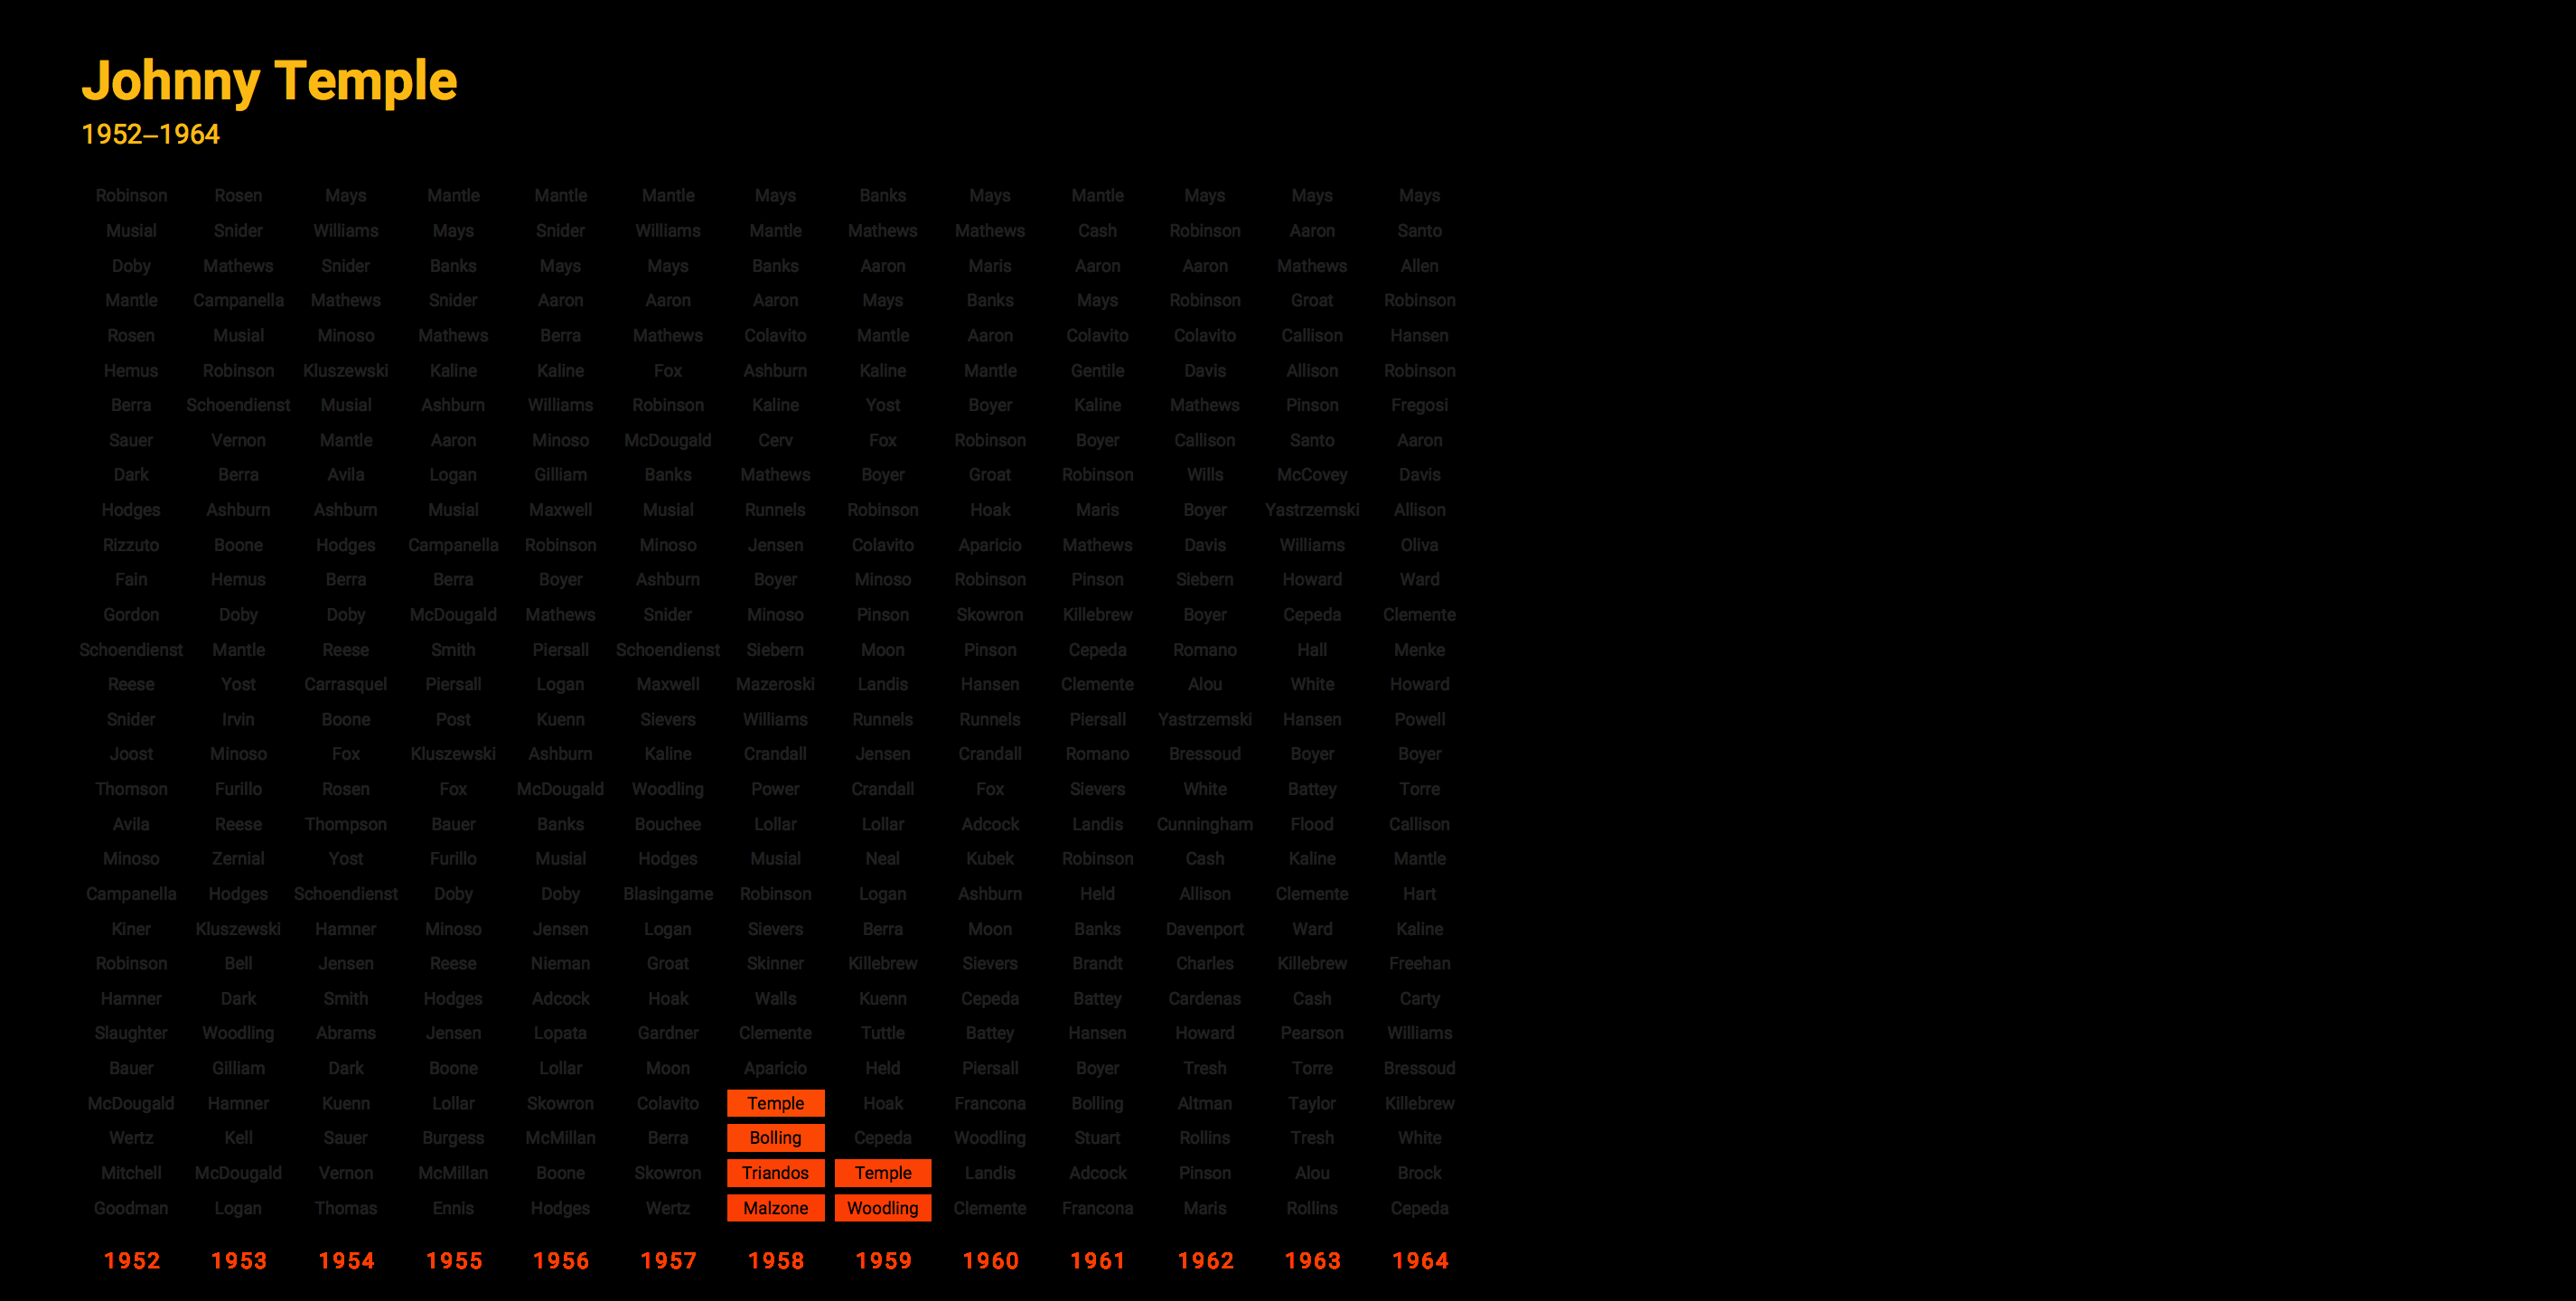 Johnny Temple
1952–1964
Robinson Rosen Mays Mantle Mantle Mantle Mays Banks Mays Mantle Mays Mays Mays
Musial Snider Williams Mays Snider Williams Mantle Mathews Mathews Cash Robinson Aaron Santo
Doby Mathews Snider Banks Mays Mays Banks Aaron Maris Aaron Aaron Mathews Allen
Mantle Campanella Mathews Snider Aaron Aaron Aaron Mays Banks Mays Robinson Groat Robinson
Rosen Musial Minoso Mathews Berra Mathews Colavito Mantle Aaron Colavito Colavito Callison Hansen
Hemus Robinson Kluszewski Kaline Kaline Fox Ashburn Kaline Mantle Gentile Davis Allison Robinson
Berra Schoendienst Musial Ashburn Williams Robinson Kaline Yost Boyer Kaline Mathews Pinson Fregosi
Sauer Vernon Mantle Aaron Minoso McDougald Cerv Fox Robinson Boyer Callison Santo Aaron
Dark Berra Avila Logan Gilliam Banks Mathews Boyer Groat Robinson Wills McCovey Davis
Hodges Ashburn Ashburn Musial Maxwell Musial Runnels Robinson Hoak Maris Boyer Yastrzemski Allison
Rizzuto Boone Hodges Campanella Robinson Minoso Jensen Colavito Aparicio Mathews Davis Williams Oliva
Fain Hemus Berra Berra Boyer Ashburn Boyer Minoso Robinson Pinson Siebern Howard Ward
Gordon Doby Doby McDougald Mathews Snider Minoso Pinson Skowron Killebrew Boyer Cepeda Clemente
Schoendienst Mantle Reese Smith Piersall Schoendienst Siebern Moon Pinson Cepeda Romano Hall Menke
Reese Yost Carrasquel Piersall Logan Maxwell Mazeroski Landis Hansen Clemente Alou White Howard
Snider Irvin Boone Post Kuenn Sievers Williams Runnels Runnels Piersall Yastrzemski Hansen Powell
Joost Minoso Fox Kluszewski Ashburn Kaline Crandall Jensen Crandall Romano Bressoud Boyer Boyer
Thomson Furillo Rosen Fox McDougald Woodling Power Crandall Fox Sievers White Battey Torre
Avila Reese Thompson Bauer Banks Bouchee Lollar Lollar Adcock Landis Cunningham Flood Callison
Minoso Zernial Yost Furillo Musial Hodges Musial Neal Kubek Robinson Cash Kaline Mantle
Campanella Hodges Schoendienst Doby Doby Blasingame Robinson Logan Ashburn Held Allison Clemente Hart
Kiner Kluszewski Hamner Minoso Jensen Logan Sievers Berra Moon Banks Davenport Ward Kaline
Robinson Bell Jensen Reese Nieman Groat Skinner Killebrew Sievers Brandt Charles Killebrew Freehan
Hamner Dark Smith Hodges Adcock Hoak Walls Kuenn Cepeda Battey Cardenas Cash Carty
Slaughter Woodling Abrams Jensen Lopata Gardner Clemente Tuttle Battey Hansen Howard Pearson Williams
Bauer Gilliam Dark Boone Lollar Moon Aparicio Held Piersall Boyer Tresh Torre Bressoud
McDougald Hamner Kuenn Lollar Skowron Colavito Temple Hoak Francona Bolling Altman Taylor Killebrew
Wertz Kell Sauer Burgess McMillan Berra Bolling Cepeda Woodling Stuart Rollins Tresh White
Mitchell McDougald Vernon McMillan Boone Skowron Triandos Temple Landis Adcock Pinson Alou Brock
Goodman Logan Thomas Ennis Hodges Wertz Malzone Woodling Clemente Francona Maris Rollins Cepeda
1952 1953 1954 1955 1956 1957 1958 1959 1960 1961 1962 1963 1964